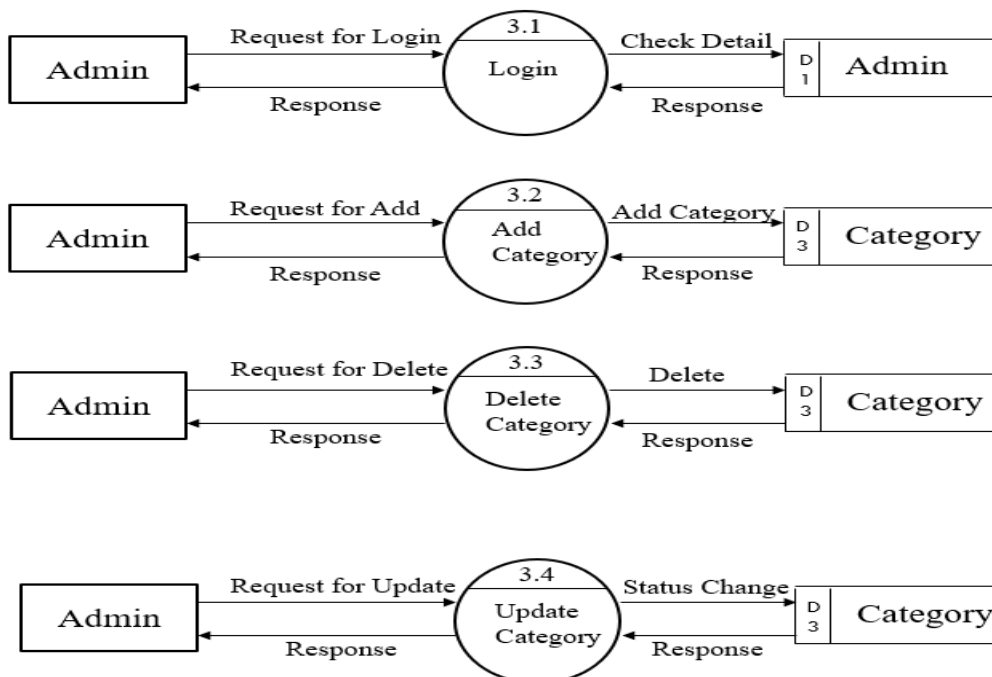 Request for Login
3.1
Check Detail
Admin
Login
D
1
Admin
Response
Response
Request for Add
3.2
Add Category
Admin
Add
Category
D
3
Category
Response
Response
Request for Delete
3.3
Delete
Admin
Delete
Category
D
3
Category
Response
Response
Request for Update
3.4
Status Change
Admin
Update
Category
D
3
Category
Response
Response